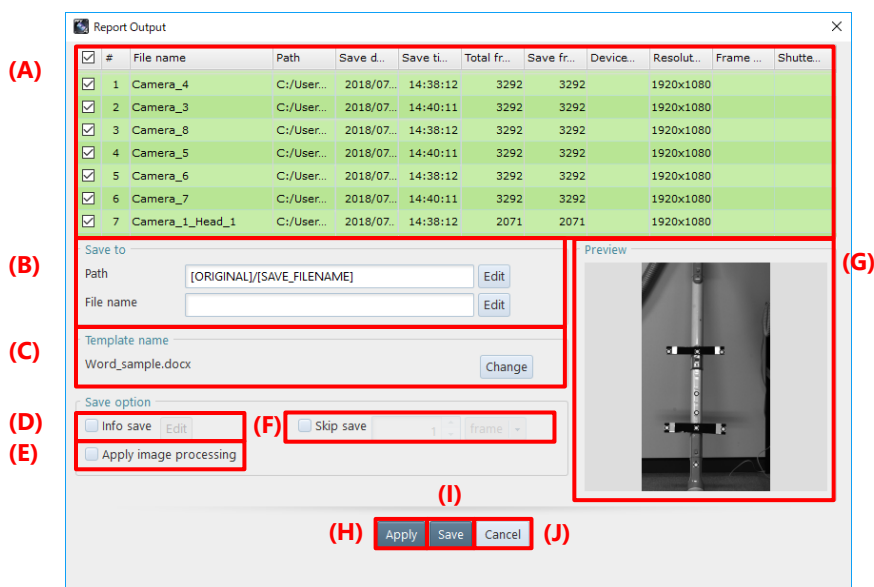 Report Output
(A)
# File name Path Save d... Save ti... Total fr... Save fr... Device... Resolut... Frame ... Shutte...
1 Camera_4 C:/User... 2018/07... 14:38:12 3292 3292 1920x1080
2 Camera_3 C:/User... 2018/07... 14:40:11 3292 3292 1920x1080
3 Camera_8 C:/User... 2018/07... 14:38:12 3292 3292 1920x1080
4 Camera_5 C:/User... 2018/07... 14:40:11 3292 3292 1920x1080
5 Camera_6 C:/User... 2018/07... 14:38:12 3292 3292 1920x1080
6 Camera_7 C:/User... 2018/07... 14:40:11 3292 3292 1920x1080
7 Camera_1_Head_1 C:/User... 2018/07.. 14:38:12 2071 2071 1920x1080
(B)
Save to
Path [ORIGINAL]/[SAVE_FILENAME] Edit
File name Edit
(C)
Template name
Word_sample.docx Change
Save option
(D) Info save Edit (F) Skip save 1 frame
(E) Apply image processing
Preview
(G)
(I)
(H) Apply Save Cancel (J)